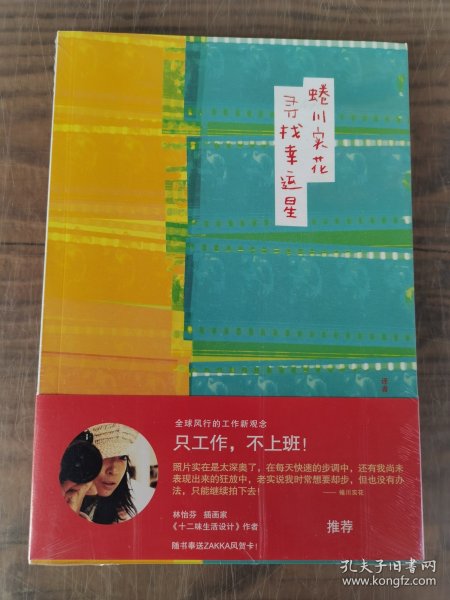 蜷川実花
寻找幸运星
译者
全球风行的工作新观念
只工作,不上班!
照片实在是太深奥了,在每天快速的步调中,还有我尚未
表现出来的狂放中,老实说我时常想要却步,但也没有办
法,只能继续拍下去!
—— 蜷川实花
林怡芬 插画家
《十二味生活设计》作者
推荐
随书奉送ZAKKA风贺卡!
孔夫子旧书网
book.kongfz.com